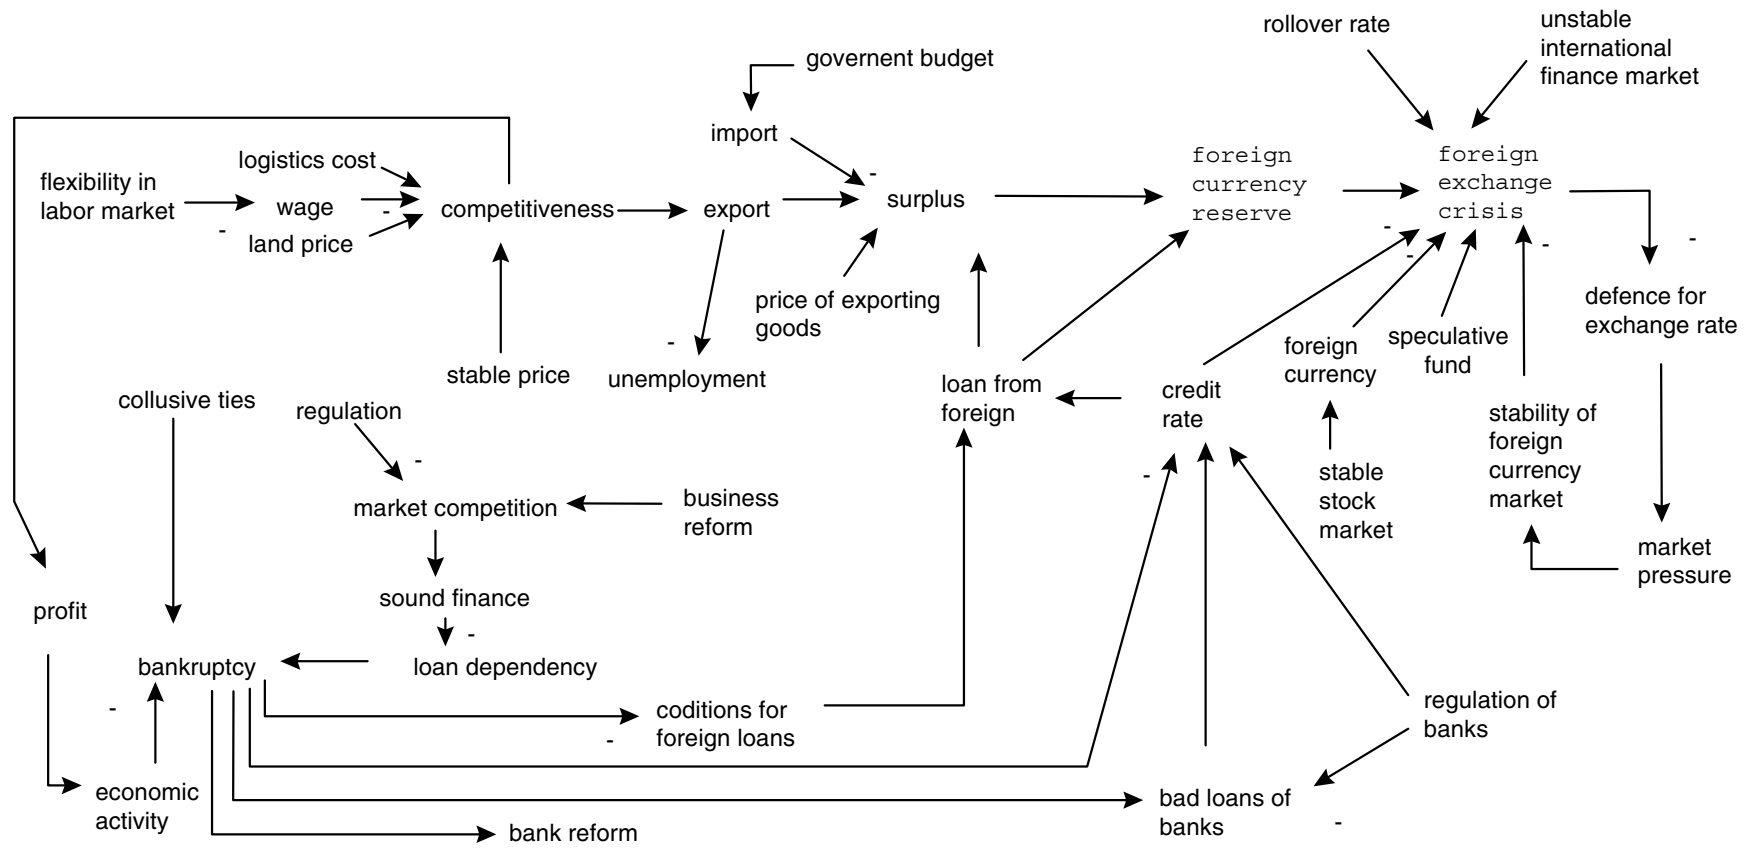 rollover rate
unstable
international
finance market
governent budget
import
foreign
currency
reserve
foreign
exchange
crisis
logistics cost
flexibility in
labor market
wage
land price
competitiveness
export
surplus
-
-
-
-
-
-
-
price of exporting
goods
defence for
exchange rate
stable price
unemployment
-
foreign
currency
speculative
fund
loan from
foreign
credit
rate
collusive ties
regulation
-
stability of
foreign
currency
market
stable
stock
market
-
market competition
business
reform
market
pressure
profit
sound finance
-
bankruptcy
loan dependency
-
coditions for
foreign loans
-
regulation of
banks
economic
activity
bad loans of
banks
-
bank reform